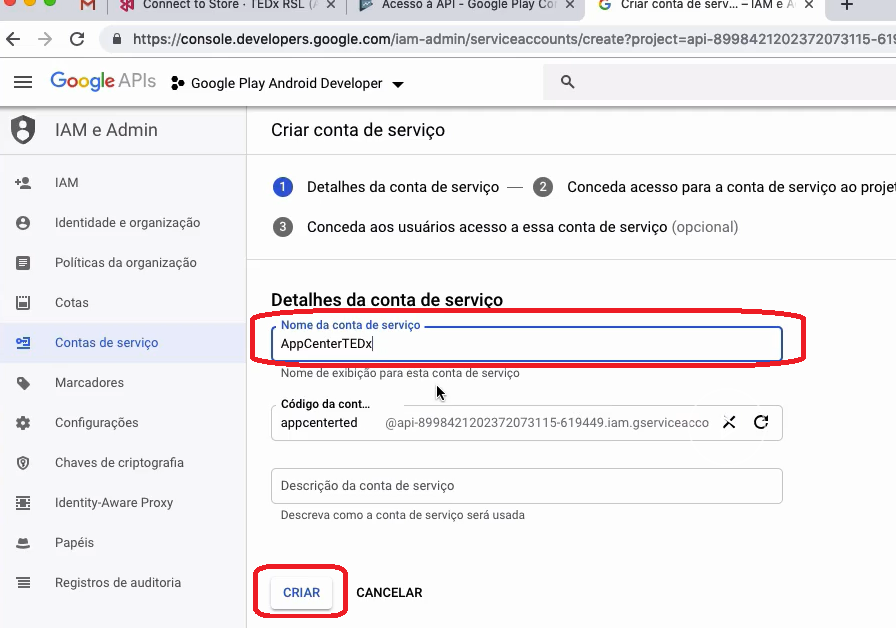 Connect to Store · TEDx RSL (
Acesso à API - Google Play Co
Criar conta de serv... – IAM e A
https://console.developers.google.com/iam-admin/serviceaccounts/create?project=api-8998421202372073115-619
Google APIs
Google Play Android Developer
IAM e Admin
Criar conta de serviço
IAM
1 Detalhes da conta de serviço — 2 Conceda acesso para a conta de serviço ao projet
Identidade e organização
3 Conceda aos usuários acesso a essa conta de serviço (opcional)
Políticas da organização
Cotas
Detalhes da conta de serviço
Nome da conta de serviço
Contas de serviço
AppCenterTEDx
Nome de exibição para esta conta de serviço
Marcadores
Código da cont...
Configurações
appcenterted @api-8998421202372073115-619449.iam.gserviceacco
Chaves de criptografia
Descrição da conta de serviço
Identity-Aware Proxy
Descreva como a conta de serviço será usada
Papéis
Registros de auditoria
CRIAR CANCELAR